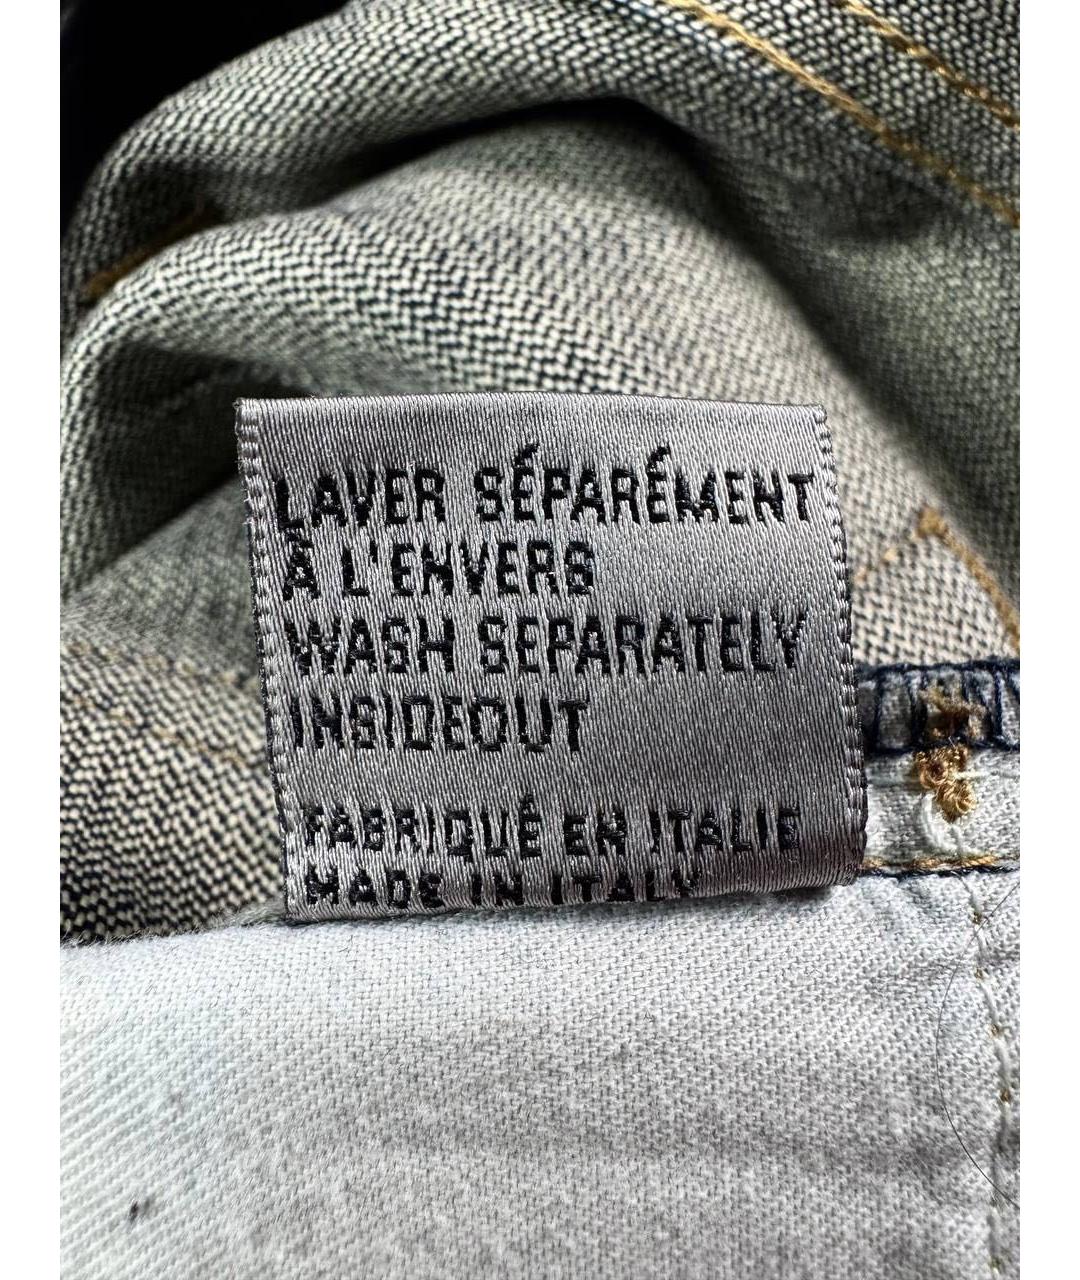 LAVER SÉPARÉMENT
À L'ENVERS
WASH SEPARATELY
INSIDEOUT
FABRIQUÉ EN ITALIE
MADE IN ITALY